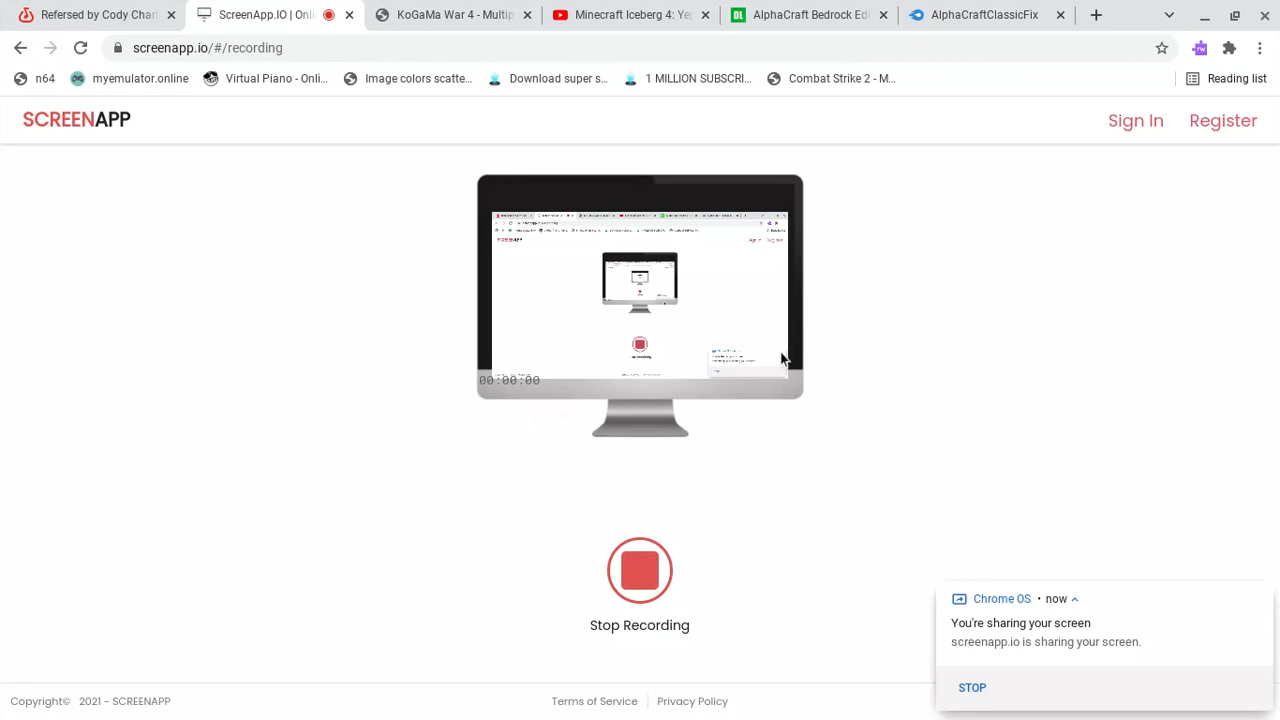 Refersed by Cody Charl
ScreenApp.IO | Onli
KoGaMa War 4 - Multip
Minecraft Iceberg 4: Yep
AlphaCraft Bedrock Edi
AlphaCraftClassicFix
screenapp.io/#/recording
n64
myemulator.online
Virtual Piano - Onli...
Image colors scatte...
Download super s...
1 MILLION SUBSCRI...
Combat Strike 2 - M...
Reading list
SCREENAPP
Sign In
Register
00:00:00
Stop Recording
Chrome OS • now
You're sharing your screen
screenapp.io is sharing your screen.
STOP
Copyright© 2021 - SCREENAPP
Terms of Service
Privacy Policy